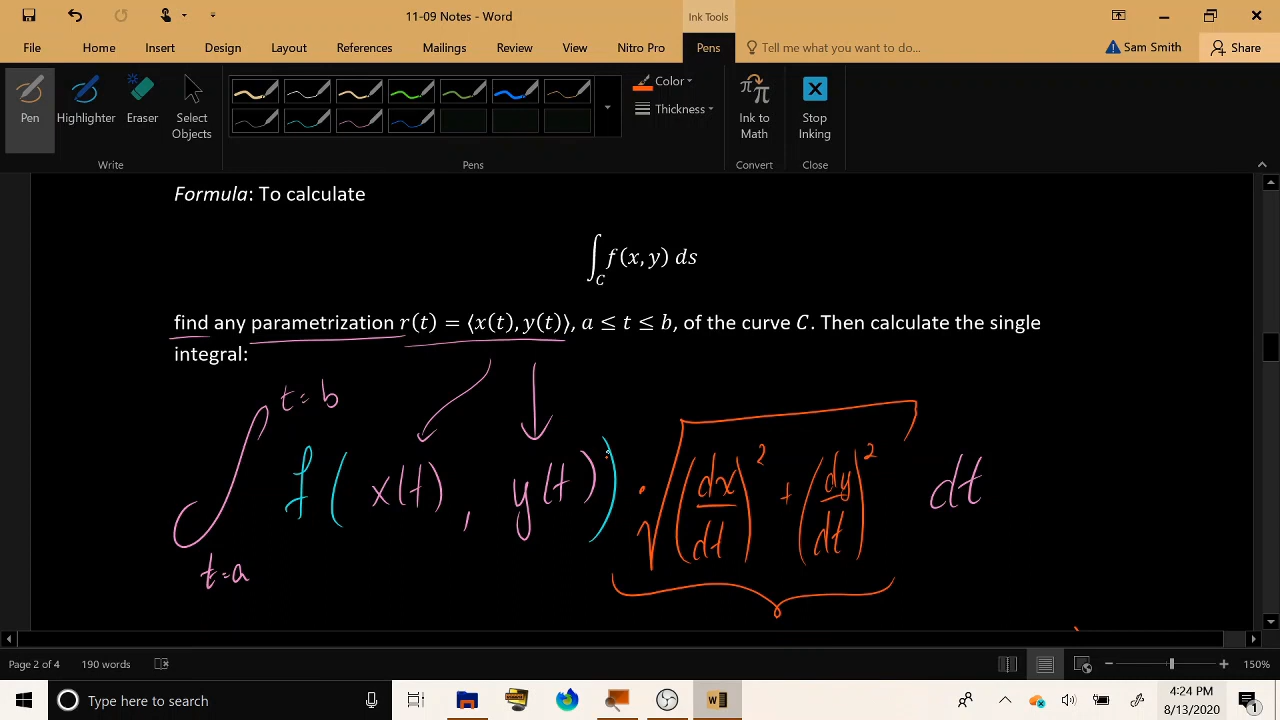 11-09 Notes - Word
Ink Tools
File Home Insert Design Layout References Mailings Review View Nitro Pro Pens Tell me what you want to do... Sam Smith Share
Pen Highlighter Eraser Select Objects
Color
Thickness
Ink to Math
Stop Inking
Write Pens Convert Close
Formula: To calculate
∫_C f(x, y) ds
find any parametrization r(t) = ⟨x(t), y(t)⟩, a ≤ t ≤ b, of the curve C. Then calculate the single
integral:
t=b
∫ f( x(t), y(t) ) · √( (dx/dt)² + (dy/dt)² ) dt
t=a
Page 2 of 4 190 words 150%
Type here to search
4:24 PM
8/13/2020
1